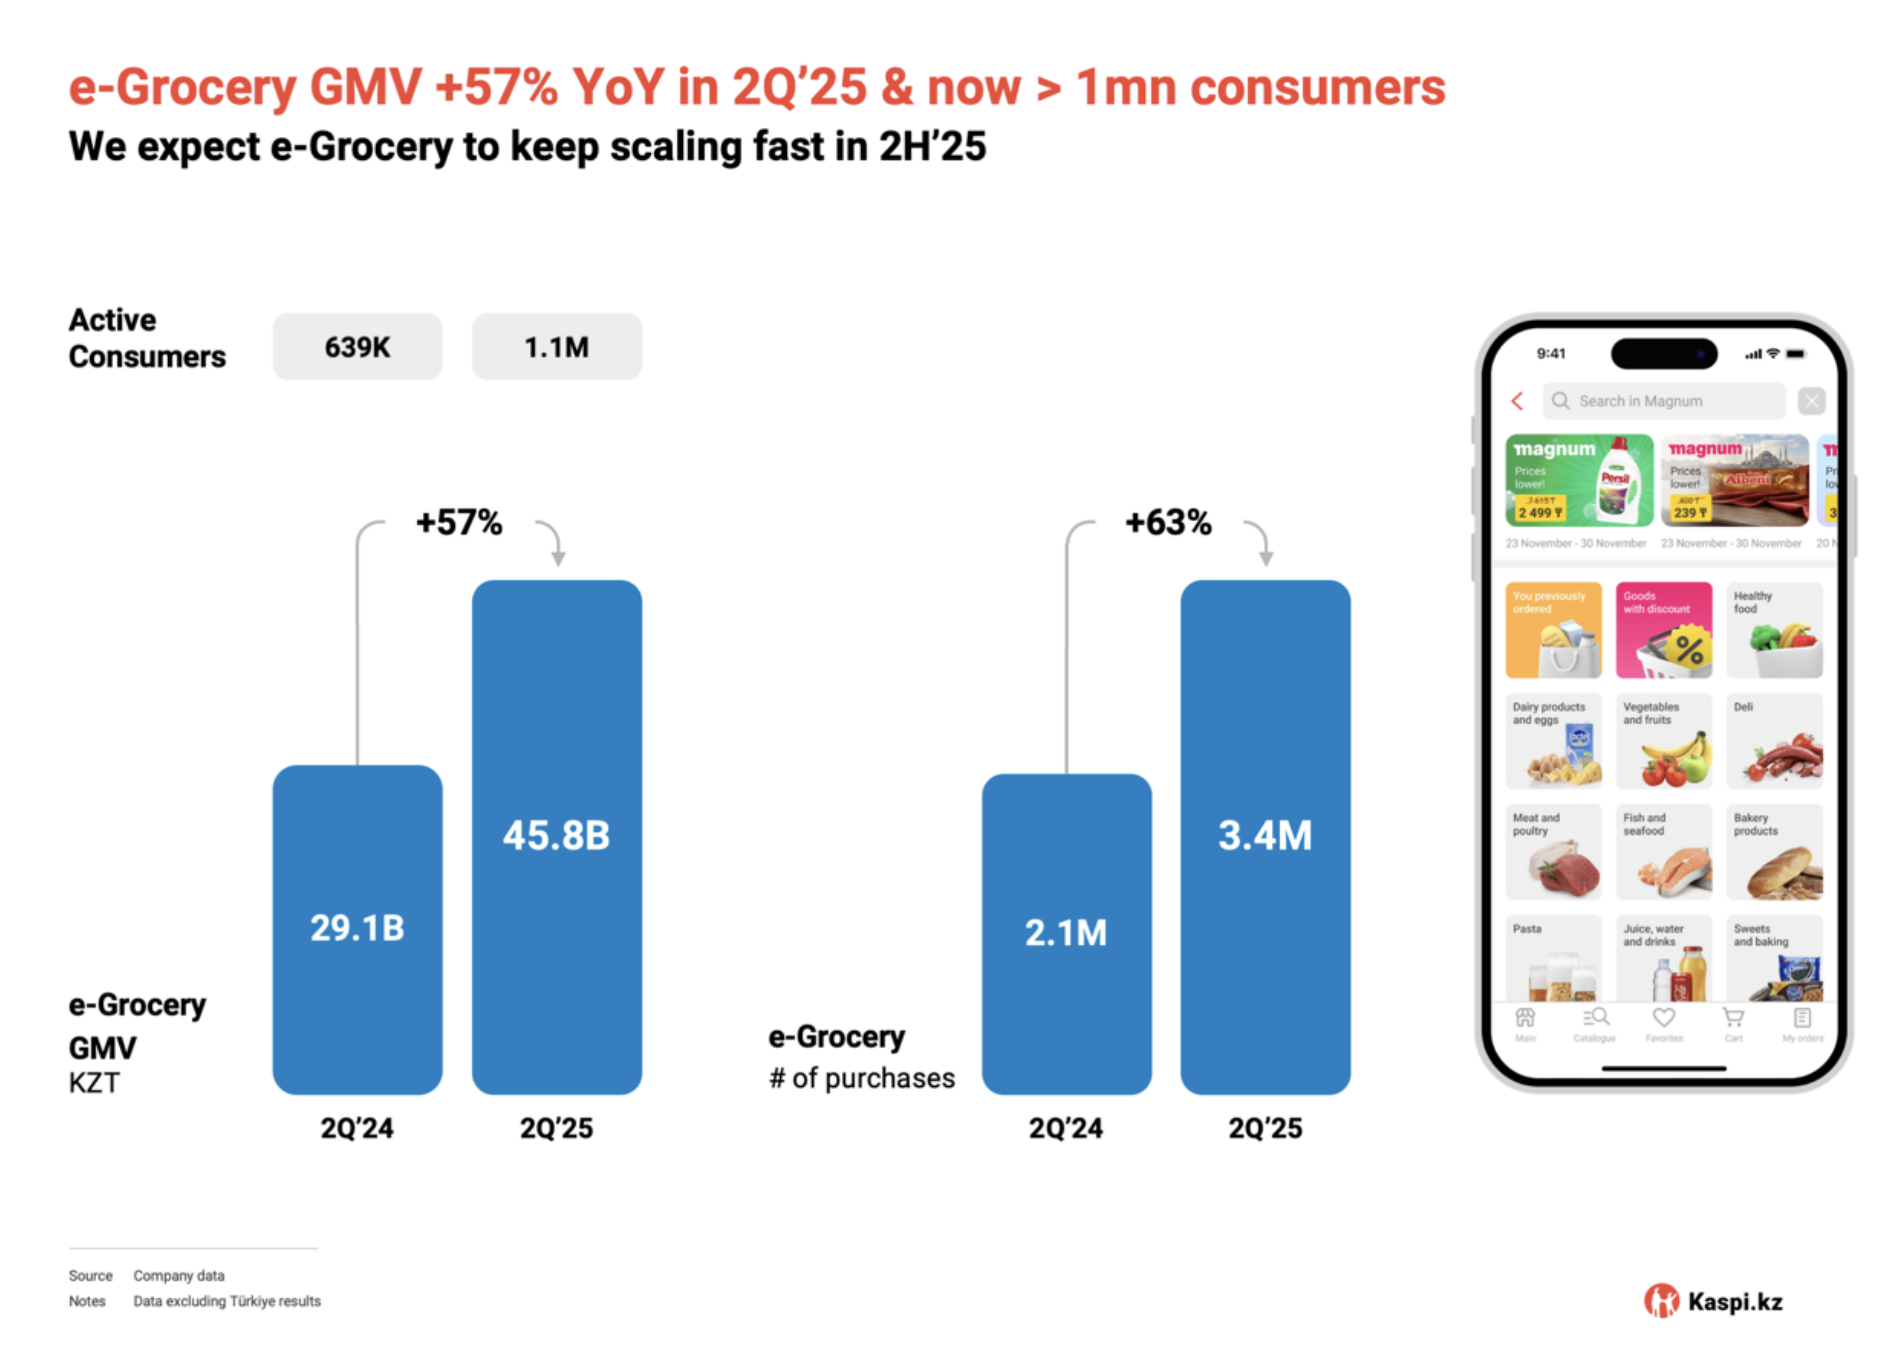 e-Grocery GMV +57% YoY in 2Q’25 & now > 1mn consumers
We expect e-Grocery to keep scaling fast in 2H’25
Active
Consumers
639K
1.1M
+57%
29.1B
45.8B
e-Grocery
GMV
KZT
2Q’24
2Q’25
+63%
2.1M
3.4M
e-Grocery
# of purchases
2Q’24
2Q’25
9:41
Search in Magnum
magnum
Prices
lower!
7 615 ₸
2 499 ₸
Persil
23 November - 30 November
magnum
Prices
lower!
400 ₸
239 ₸
Albeni
23 November - 30 November
You previously
ordered
Goods
with discount
%
Healthy
food
Dairy products
and eggs
Vegetables
and fruits
Deli
Meat and
poultry
Fish and
seafood
Bakery
products
Pasta
Juice, water
and drinks
Sweets
and baking
Main
Catalogue
Favorites
Cart
My orders
Source Company data
Notes Data excluding Türkiye results
Kaspi.kz